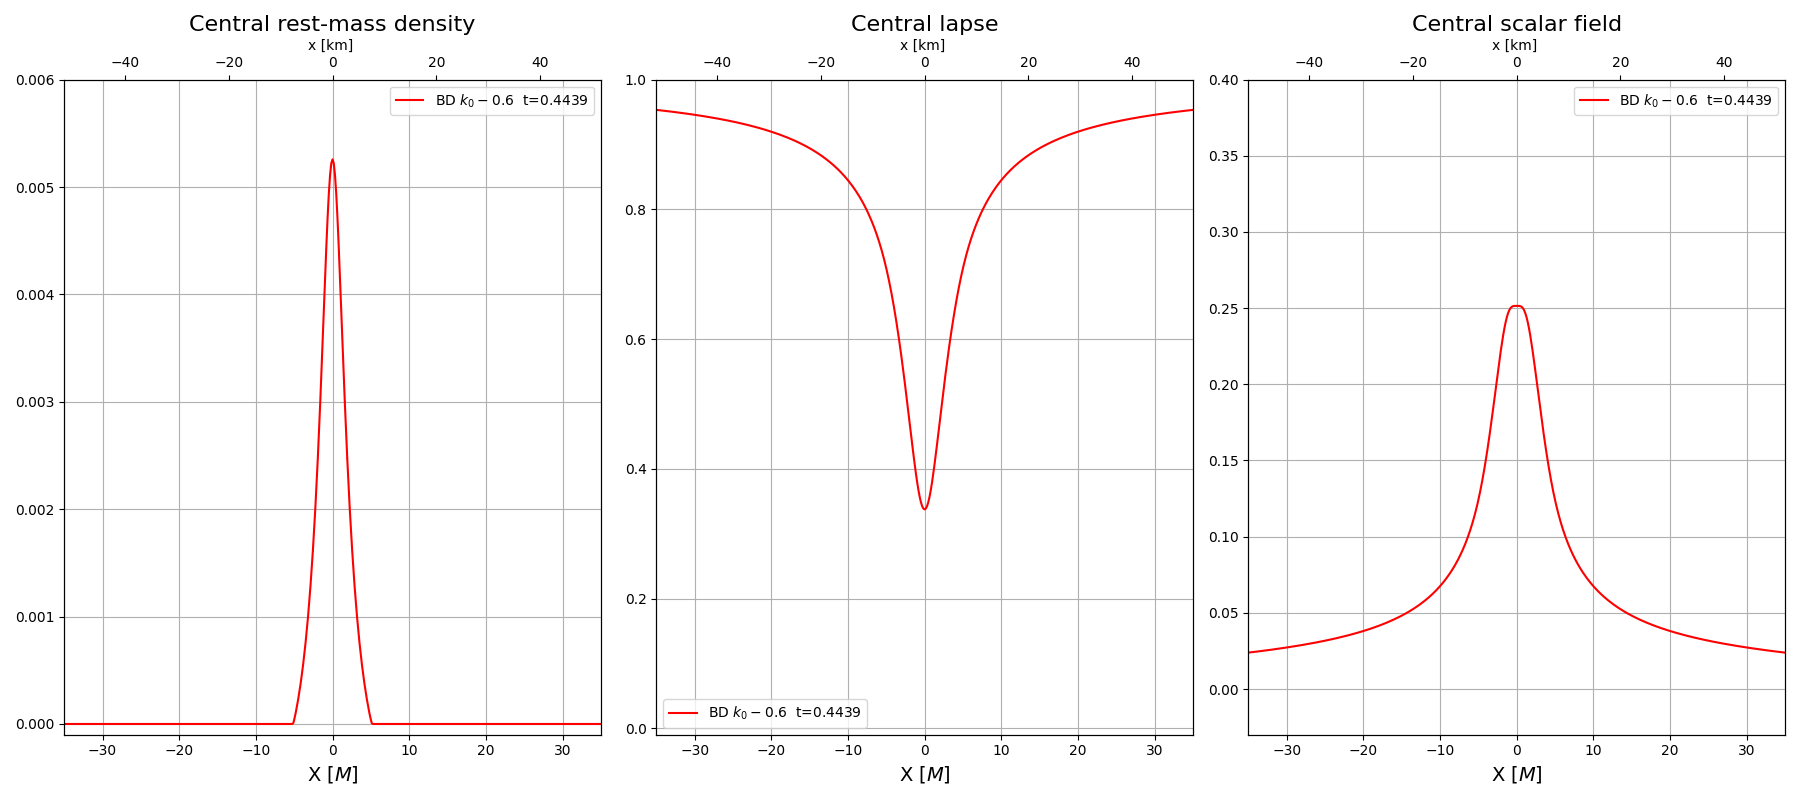 Central rest-mass density
x [km]
−40 −20 0 20 40
0.006
0.005
0.004
0.003
0.002
0.001
0.000
BD k₀ − 0.6 t=0.4439
−30 −20 −10 0 10 20 30
X [M]
Central lapse
x [km]
−40 −20 0 20 40
1.0
0.8
0.6
0.4
0.2
0.0
BD k₀ − 0.6 t=0.4439
−30 −20 −10 0 10 20 30
X [M]
Central scalar field
x [km]
−40 −20 0 20 40
0.40
0.35
0.30
0.25
0.20
0.15
0.10
0.05
0.00
BD k₀ − 0.6 t=0.4439
−30 −20 −10 0 10 20 30
X [M]